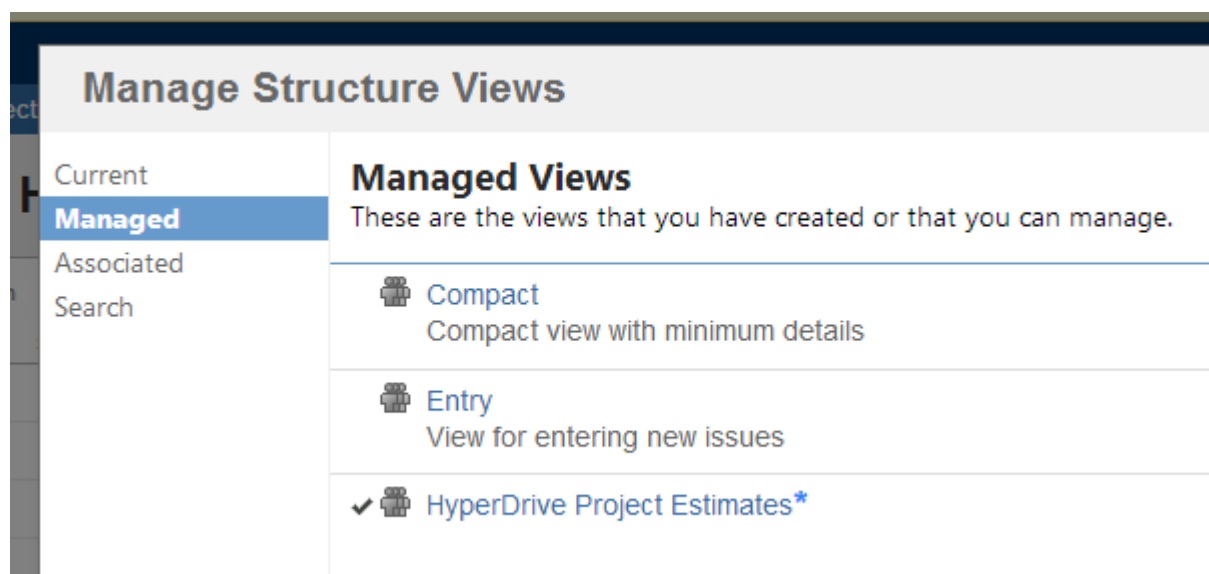 Manage Structure Views
ect
H
Current
Managed
Associated
Search
Managed Views
These are the views that you have created or that you can manage.
Compact
Compact view with minimum details
Entry
View for entering new issues
HyperDrive Project Estimates*